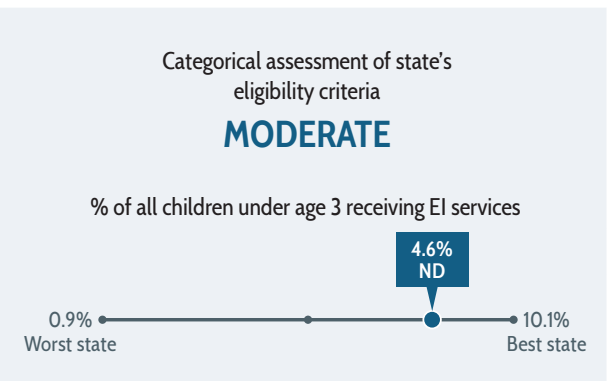 Categorical assessment of state’s
eligibility criteria
MODERATE
% of all children under age 3 receiving EI services
4.6%
ND
0.9% 10.1%
Worst state Best state